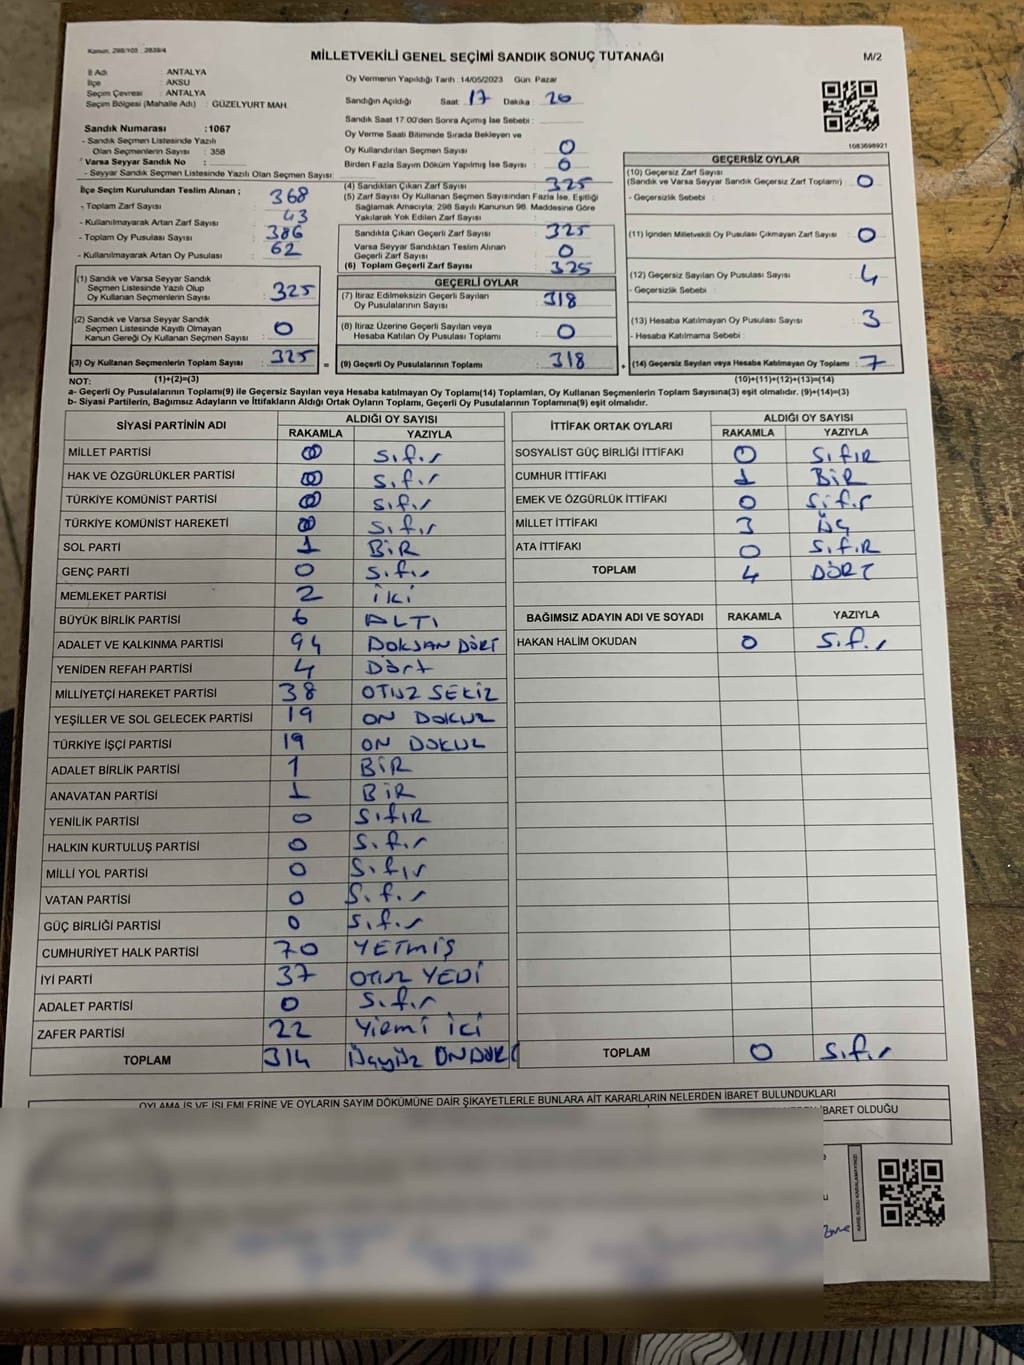 Kanun: 298/105 , 2839/4
MİLLETVEKİLİ GENEL SEÇİMİ SANDIK SONUÇ TUTANAĞI
M/2
İl Adı : ANTALYA
İlçe : AKSU
Seçim Çevresi : ANTALYA
Seçim Bölgesi (Mahalle Adı) : GÜZELYURT MAH.
Oy Vermenin Yapıldığı Tarih :14/05/2023 Gün Pazar
Sandığın Açıldığı Saat : 17 Dakika : 20
Sandık Saat 17:00'den Sonra Açımış İse Sebebi :
Sandık Numarası :1067
- Sandık Seçmen Listesinde Yazılı
Olan Seçmenlerin Sayısı : 358
Varsa Seyyar Sandık No :
- Seyyar Sandık Seçmen Listesinde Yazılı Olan Seçmen Sayısı:
Oy Verme Saati Bitiminde Sırada Bekleyen ve
Oy Kullandırılan Seçmen Sayısı : 0
Birden Fazla Sayım Döküm Yapılmış İse Sayısı : 0
1083698921
İlçe Seçim Kurulundan Teslim Alınan ;
- Toplam Zarf Sayısı : 368
- Kullanılmayarak Artan Zarf Sayısı : 43
- Toplam Oy Pusulası Sayısı : 386
- Kullanılmayarak Artan Oy Pusulası : 62
(4) Sandıktan Çıkan Zarf Sayısı : 325
(5) Zarf Sayısı Oy Kullanan Seçmen Sayısından Fazla İse, Eşitliği
Sağlamak Amacıyla; 298 Sayılı Kanunun 98. Maddesine Göre
Yakılarak Yok Edilen Zarf Sayısı :
Sandıkta Çıkan Geçerli Zarf Sayısı : 325
Varsa Seyyar Sandıktan Teslim Alınan
Geçerli Zarf Sayısı : 0
(6) Toplam Geçerli Zarf Sayısı : 325
GEÇERSİZ OYLAR
(10) Geçersiz Zarf Sayısı
(Sandık ve Varsa Seyyar Sandık Geçersiz Zarf Toplamı) : 0
- Geçersizlik Sebebi :
(11) İçinden Milletvekili Oy Pusulası Çıkmayan Zarf Sayısı : 0
(12) Geçersiz Sayılan Oy Pusulası Sayısı : 4
- Geçersizlik Sebebi :
(13) Hesaba Katılmayan Oy Pusulası Sayısı : 3
- Hesaba Katılmama Sebebi :
(1) Sandık ve Varsa Seyyar Sandık
Seçmen Listesinde Yazılı Olup
Oy Kullanan Seçmenlerin Sayısı : 325
(2) Sandık ve Varsa Seyyar Sandık
Seçmen Listesinde Kayıtlı Olmayan
Kanun Gereği Oy Kullanan Seçmen Sayısı : 0
GEÇERLİ OYLAR
(7) İtiraz Edilmeksizin Geçerli Sayılan
Oy Pusulalarının Sayısı : 318
(8) İtiraz Üzerine Geçerli Sayılan veya
Hesaba Katılan Oy Pusulası Toplamı : 0
(3) Oy Kullanan Seçmenlerin Toplam Sayısı : 325 = (9) Geçerli Oy Pusulalarının Toplamı : 318 + (14) Geçersiz Sayılan veya Hesaba Katılmayan Oy Toplamı : 7
NOT: (1)+(2)=(3) (10)+(11)+(12)+(13)=(14)
a- Geçerli Oy Pusulalarının Toplamı(9) ile Geçersiz Sayılan veya Hesaba katılmayan Oy Toplamı(14) Toplamları, Oy Kullanan Seçmenlerin Toplam Sayısına(3) eşit olmalıdır. (9)+(14)=(3)
b- Siyasi Partilerin, Bağımsız Adayların ve İttifakların Aldığı Ortak Oyların Toplamı, Geçerli Oy Pusulalarının Toplamına(9) eşit olmalıdır.
SİYASİ PARTİNİN ADI ALDIĞI OY SAYISI
RAKAMLA YAZIYLA
MİLLET PARTİSİ 0 sıfır
HAK VE ÖZGÜRLÜKLER PARTİSİ 0 sıfır
TÜRKİYE KOMÜNİST PARTİSİ 0 sıfır
TÜRKİYE KOMÜNİST HAREKETİ 0 sıfır
SOL PARTİ 1 BİR
GENÇ PARTİ 0 sıfır
MEMLEKET PARTİSİ 2 iki
BÜYÜK BİRLİK PARTİSİ 6 ALTI
ADALET VE KALKINMA PARTİSİ 94 DOKSAN DÖRT
YENİDEN REFAH PARTİSİ 4 Dört
MİLLİYETÇİ HAREKET PARTİSİ 38 OTUZ SEKİZ
YEŞİLLER VE SOL GELECEK PARTİSİ 19 ON DOKUZ
TÜRKİYE İŞÇİ PARTİSİ 19 ON DOKUZ
ADALET BİRLİK PARTİSİ 1 BİR
ANAVATAN PARTİSİ 1 BİR
YENİLİK PARTİSİ 0 SIFIR
HALKIN KURTULUŞ PARTİSİ 0 sıfır
MİLLİ YOL PARTİSİ 0 sıfır
VATAN PARTİSİ 0 sıfır
GÜÇ BİRLİĞİ PARTİSİ 0 sıfır
CUMHURİYET HALK PARTİSİ 70 YETMİŞ
İYİ PARTİ 37 OTUZ YEDİ
ADALET PARTİSİ 0 sıfır
ZAFER PARTİSİ 22 Yirmi iki
TOPLAM 314 Üçyüz ONDÖRT
İTTİFAK ORTAK OYLARI ALDIĞI OY SAYISI
RAKAMLA YAZIYLA
SOSYALİST GÜÇ BİRLİĞİ İTTİFAKI 0 SIFIR
CUMHUR İTTİFAKI 1 BİR
EMEK VE ÖZGÜRLÜK İTTİFAKI 0 sıfır
MİLLET İTTİFAKI 3 ÜÇ
ATA İTTİFAKI 0 SIFIR
TOPLAM 4 DÖRT
BAĞIMSIZ ADAYIN ADI VE SOYADI RAKAMLA YAZIYLA
HAKAN HALİM OKUDAN 0 sıfır
TOPLAM 0 sıfır
OYLAMA İŞ VE İŞLEMLERİNE VE OYLARIN SAYIM DÖKÜMÜNE DAİR ŞİKAYETLERLE BUNLARA AİT KARARLARIN NELERDEN İBARET BULUNDUKLARI
İBARET OLDUĞU